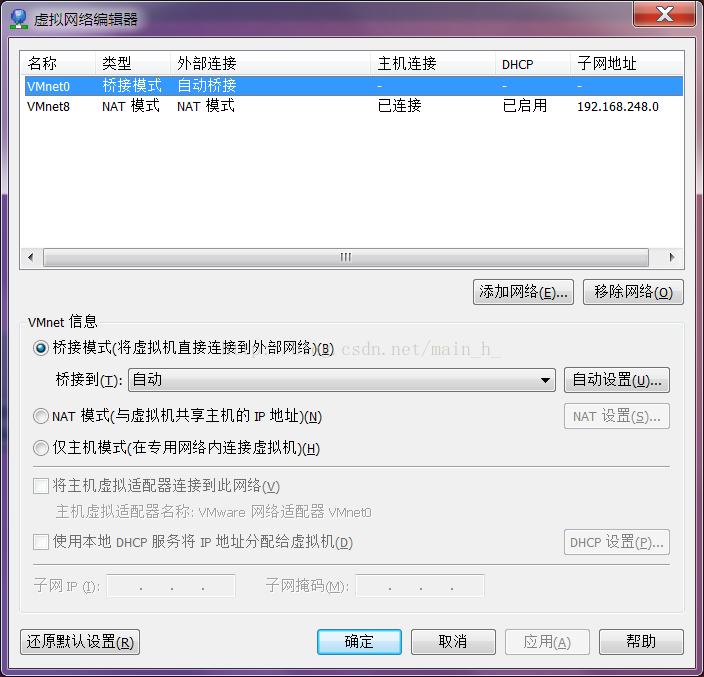 虚拟网络编辑器
名称 类型 外部连接 主机连接 DHCP 子网地址
VMnet0 桥接模式 自动桥接 - - -
VMnet8 NAT 模式 NAT 模式 已连接 已启用 192.168.248.0
添加网络(E)... 移除网络(O)
VMnet 信息
桥接模式(将虚拟机直接连接到外部网络)(B)
csdn.net/main_h_
桥接到(T): 自动 自动设置(U)...
NAT 模式(与虚拟机共享主机的 IP 地址)(N) NAT 设置(S)...
仅主机模式(在专用网络内连接虚拟机)(H)
将主机虚拟适配器连接到此网络(V)
主机虚拟适配器名称: VMware 网络适配器 VMnet0
使用本地 DHCP 服务将 IP 地址分配给虚拟机(D) DHCP 设置(P)...
子网 IP (I): . . . 子网掩码(M): . . .
还原默认设置(R) 确定 取消 应用(A) 帮助